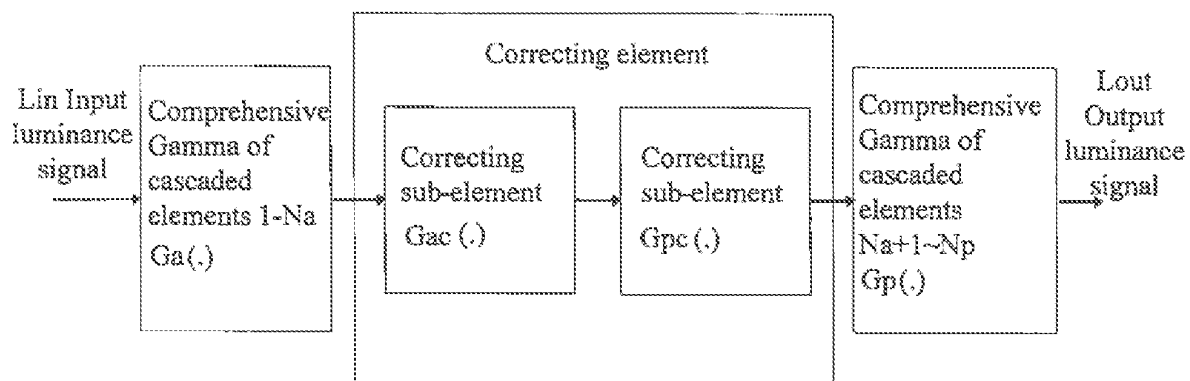 Correcting element
Lin Input
luminance
signal
Comprehensive
Gamma of
cascaded
elements 1-Na
Ga(.)
Correcting
sub-element
Gac (.)
Correcting
sub-element
Gpc (.)
Comprehensive
Gamma of
cascaded
elements
Na+1~Np
Gp(.)
Lout
Output
luminance
signal